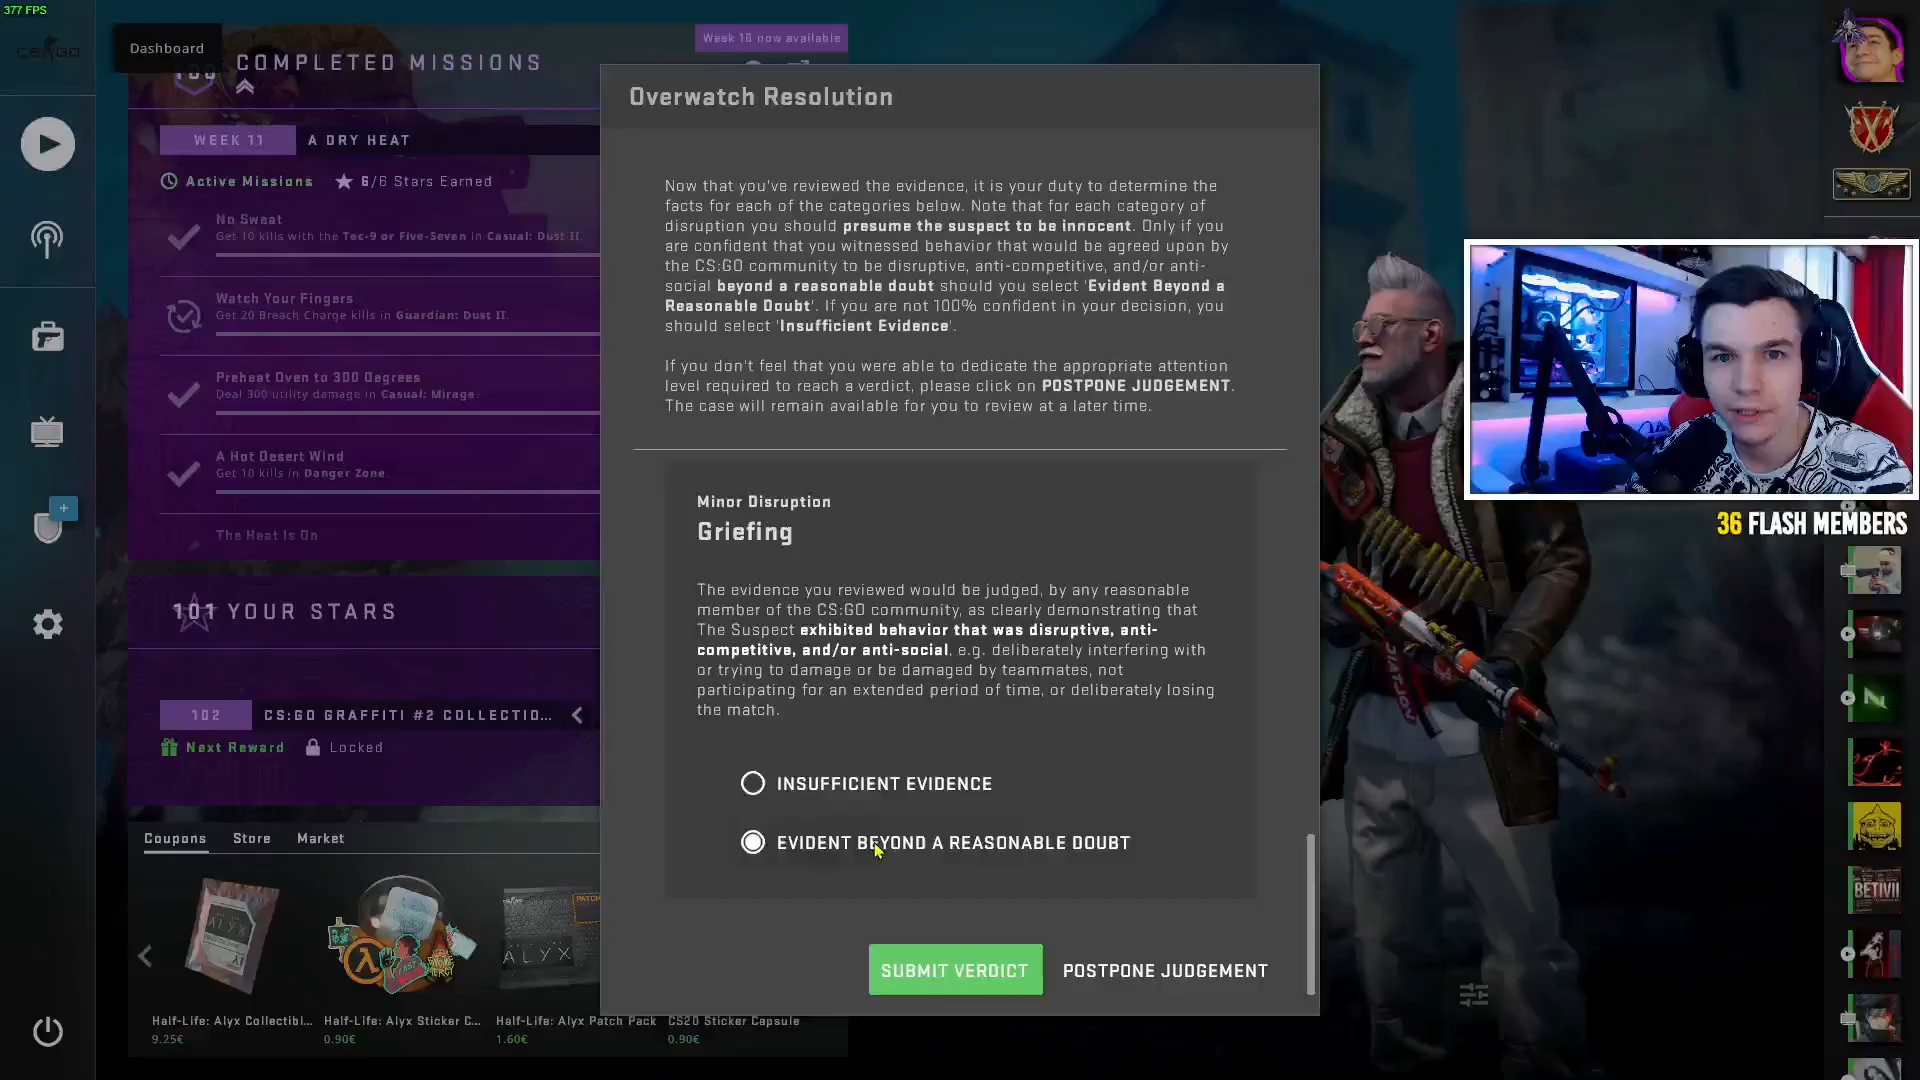 377 FPS
CS:GO
Dashboard
Week 16 now available
COMPLETED MISSIONS
WEEK 11
A DRY HEAT
Active Missions
6/6 Stars Earned
No Sweat
Get 10 kills with the Tec-9 or Five-Seven in Casual: Dust II.
Watch Your Fingers
Get 20 Breach Charge kills in Guardian: Dust II.
Preheat Oven to 300 Degrees
Deal 300 utility damage in Casual: Mirage.
A Hot Desert Wind
Get 10 kills in Danger Zone.
The Heat Is On
101 YOUR STARS
102
CS:GO GRAFFITI #2 COLLECTIO...
Next Reward
Locked
Coupons
Store
Market
ALYX
ALYX
PATCH
Half-Life: Alyx Collectibl...
9.25€
Half-Life: Alyx Sticker C...
0.90€
Half-Life: Alyx Patch Pack
1.60€
CS20 Sticker Capsule
0.90€
Overwatch Resolution
Now that you've reviewed the evidence, it is your duty to determine the
facts for each of the categories below. Note that for each category of
disruption you should presume the suspect to be innocent. Only if you
are confident that you witnessed behavior that would be agreed upon by
the CS:GO community to be disruptive, anti-competitive, and/or anti-
social beyond a reasonable doubt should you select 'Evident Beyond a
Reasonable Doubt'. If you are not 100% confident in your decision, you
should select 'Insufficient Evidence'.
If you don't feel that you were able to dedicate the appropriate attention
level required to reach a verdict, please click on POSTPONE JUDGEMENT.
The case will remain available for you to review at a later time.
Minor Disruption
Griefing
The evidence you reviewed would be judged, by any reasonable
member of the CS:GO community, as clearly demonstrating that
The Suspect exhibited behavior that was disruptive, anti-
competitive, and/or anti-social, e.g. deliberately interfering with
or trying to damage or be damaged by teammates, not
participating for an extended period of time, or deliberately losing
the match.
INSUFFICIENT EVIDENCE
EVIDENT BEYOND A REASONABLE DOUBT
SUBMIT VERDICT
POSTPONE JUDGEMENT
36 FLASH MEMBERS
BETIVII